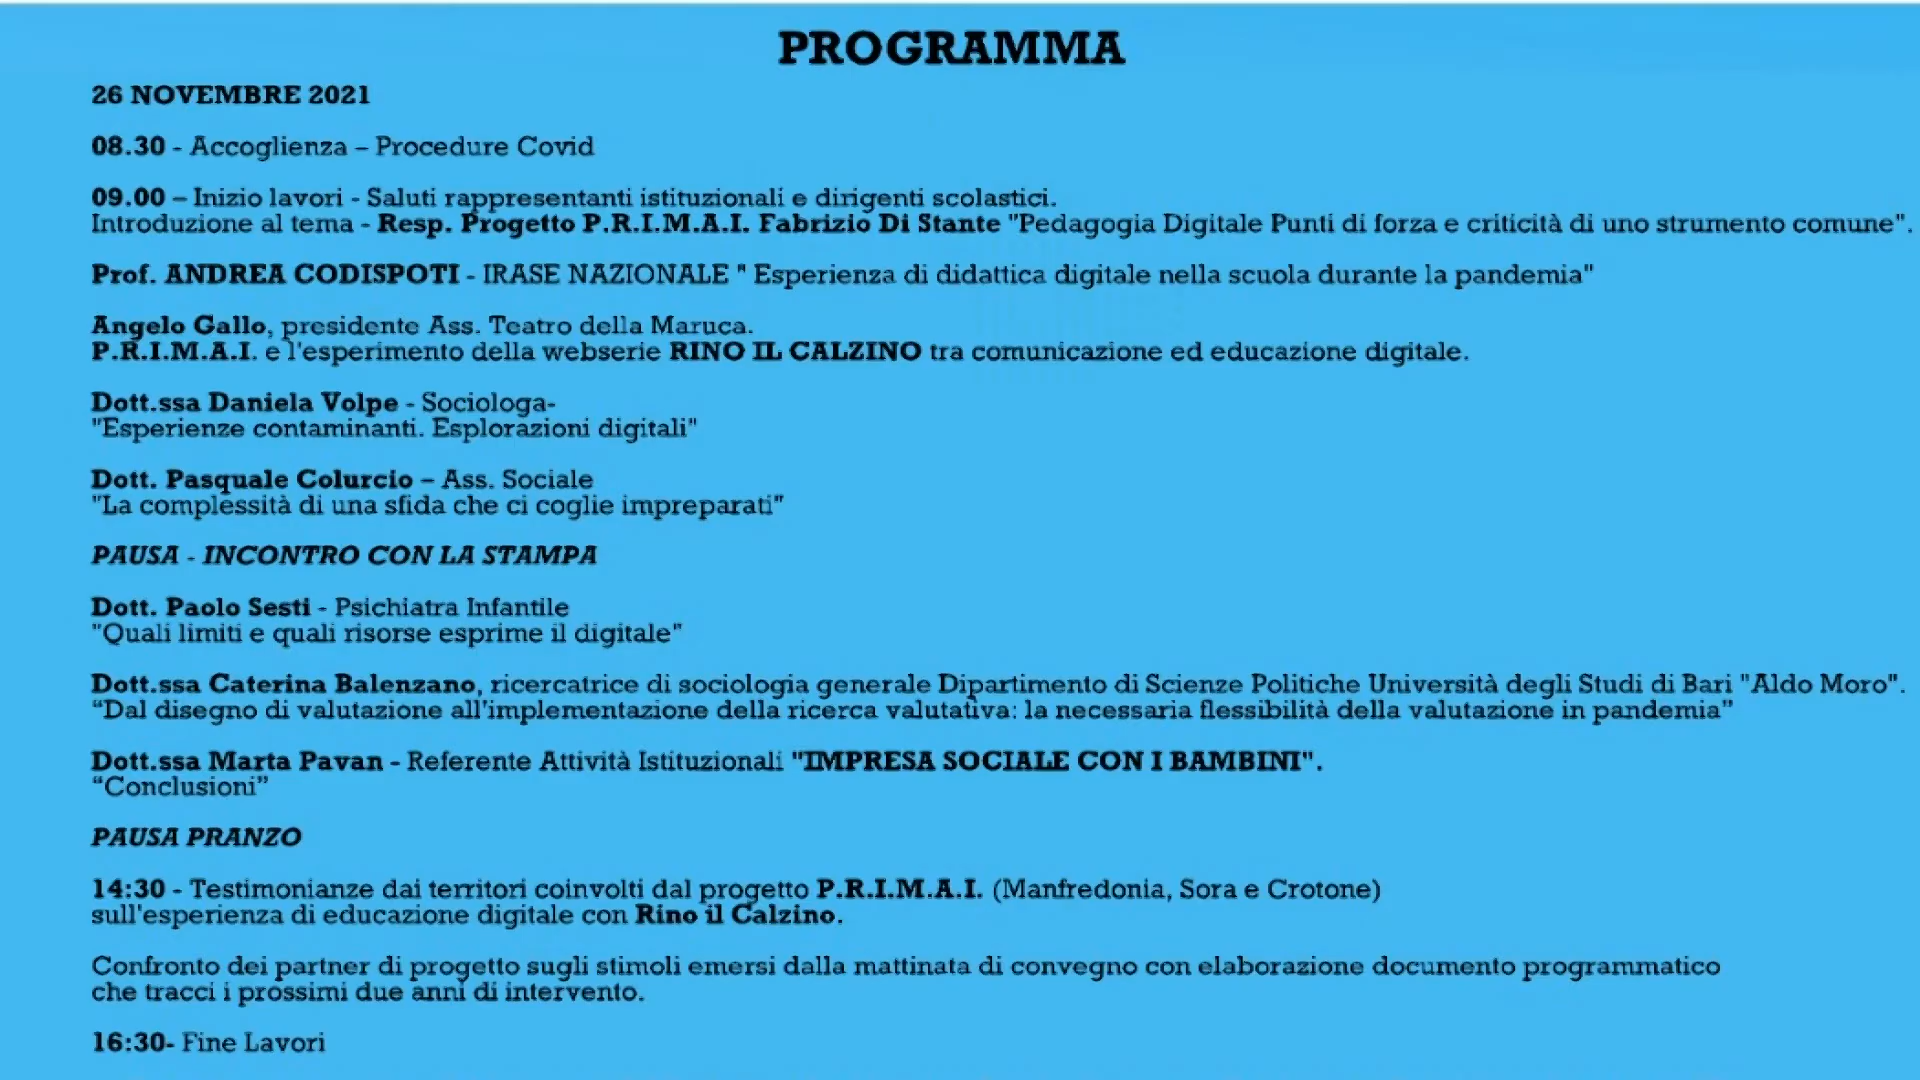 PROGRAMMA
26 NOVEMBRE 2021
08.30 - Accoglienza – Procedure Covid
09.00 – Inizio lavori - Saluti rappresentanti istituzionali e dirigenti scolastici.
Introduzione al tema - Resp. Progetto P.R.I.M.A.I. Fabrizio Di Stante "Pedagogia Digitale Punti di forza e criticità di uno strumento comune".
Prof. ANDREA CODISPOTI - IRASE NAZIONALE " Esperienza di didattica digitale nella scuola durante la pandemia"
Angelo Gallo, presidente Ass. Teatro della Maruca.
P.R.I.M.A.I. e l'esperimento della webserie RINO IL CALZINO tra comunicazione ed educazione digitale.
Dott.ssa Daniela Volpe - Sociologa-
"Esperienze contaminanti. Esplorazioni digitali"
Dott. Pasquale Colurcio – Ass. Sociale
"La complessità di una sfida che ci coglie impreparati"
PAUSA - INCONTRO CON LA STAMPA
Dott. Paolo Sesti - Psichiatra Infantile
"Quali limiti e quali risorse esprime il digitale"
Dott.ssa Caterina Balenzano, ricercatrice di sociologia generale Dipartimento di Scienze Politiche Università degli Studi di Bari "Aldo Moro".
“Dal disegno di valutazione all'implementazione della ricerca valutativa: la necessaria flessibilità della valutazione in pandemia”
Dott.ssa Marta Pavan - Referente Attività Istituzionali "IMPRESA SOCIALE CON I BAMBINI".
“Conclusioni”
PAUSA PRANZO
14:30 - Testimonianze dai territori coinvolti dal progetto P.R.I.M.A.I. (Manfredonia, Sora e Crotone)
sull'esperienza di educazione digitale con Rino il Calzino.
Confronto dei partner di progetto sugli stimoli emersi dalla mattinata di convegno con elaborazione documento programmatico
che tracci i prossimi due anni di intervento.
16:30- Fine Lavori